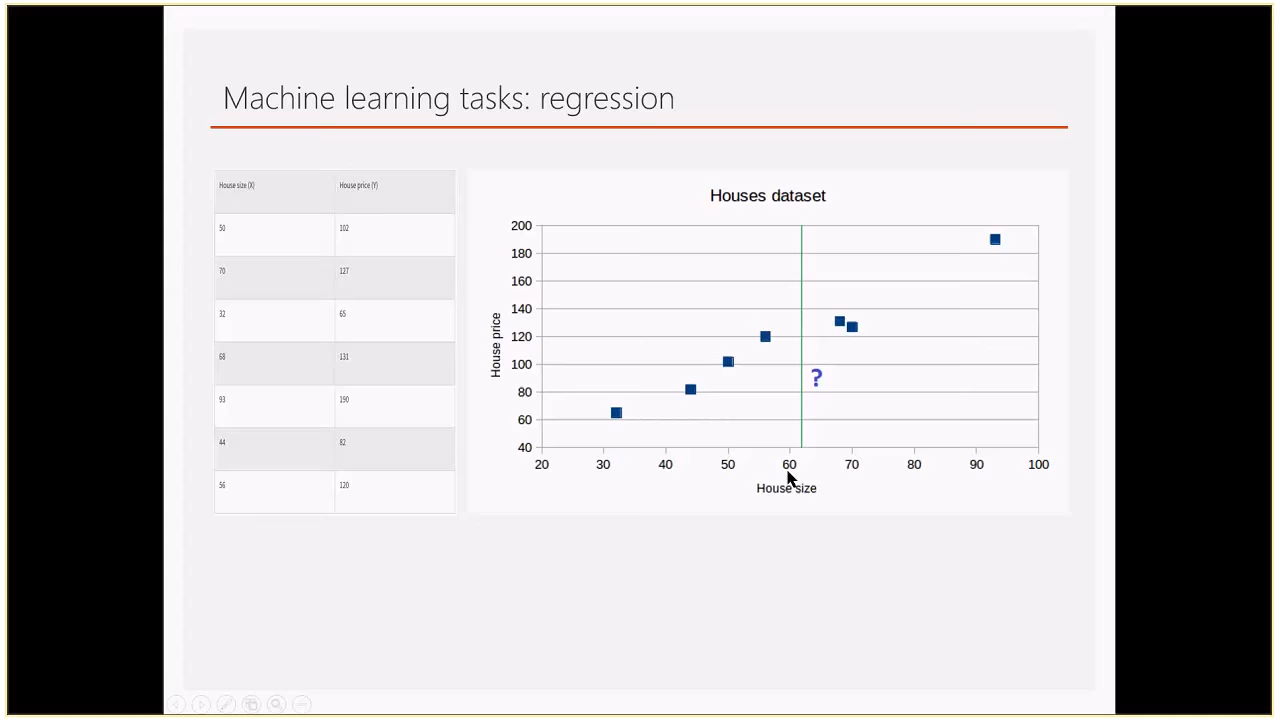 Machine learning tasks: regression
House size (X) House price (Y)
50 102
70 127
32 65
68 131
93 190
44 82
56 120
Houses dataset
200
180
160
140
120
100
80
60
40
House price
?
20 30 40 50 60 70 80 90 100
House size